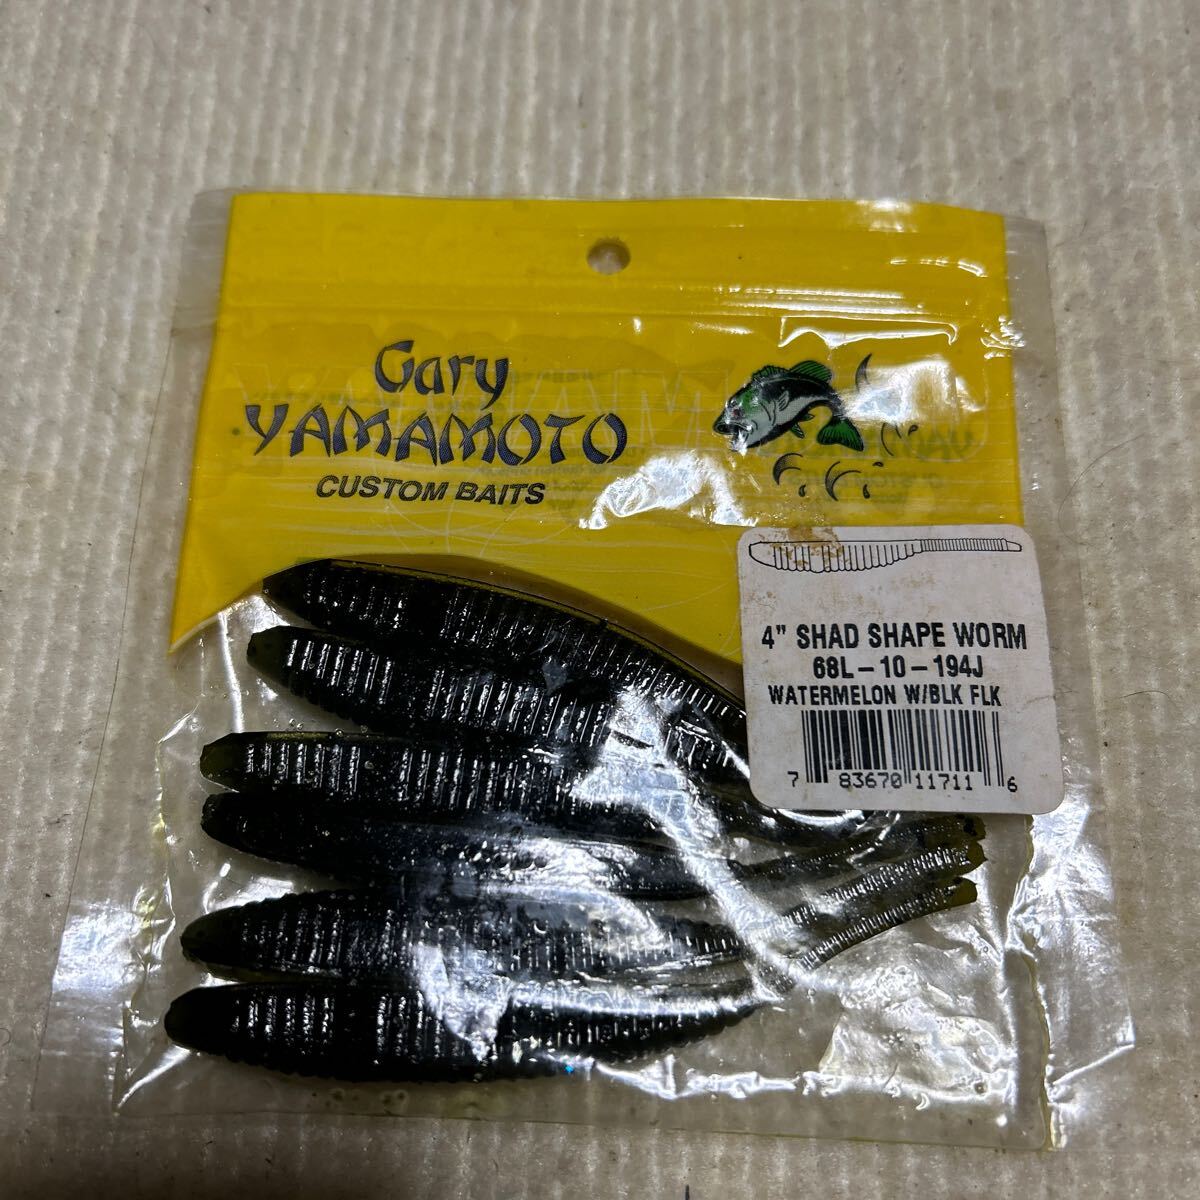 Gary
YAMAMOTO
CUSTOM BAITS
4" SHAD SHAPE WORM
68L-10-194J
WATERMELON W/BLK FLK
7 83670 11711 6